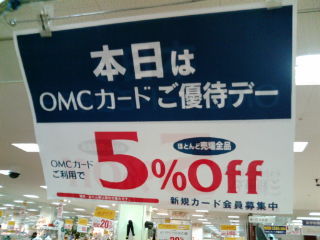 本日は
OMCカードご優待デー
ほとんど売場全品
OMCカード
ご利用で
5%Off
新規カード会員募集中
20